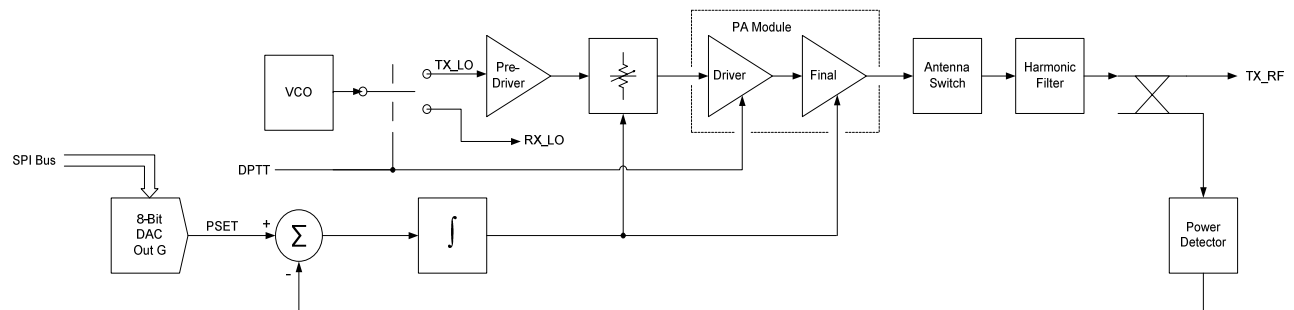 PA Module
TX_LO
Pre-
Driver
VCO
Driver
Final
Antenna
Switch
Harmonic
Filter
TX_RF
RX_LO
SPI Bus
DPTT
8-Bit
DAC
Out G
PSET
+
Σ
-
∫
Power
Detector